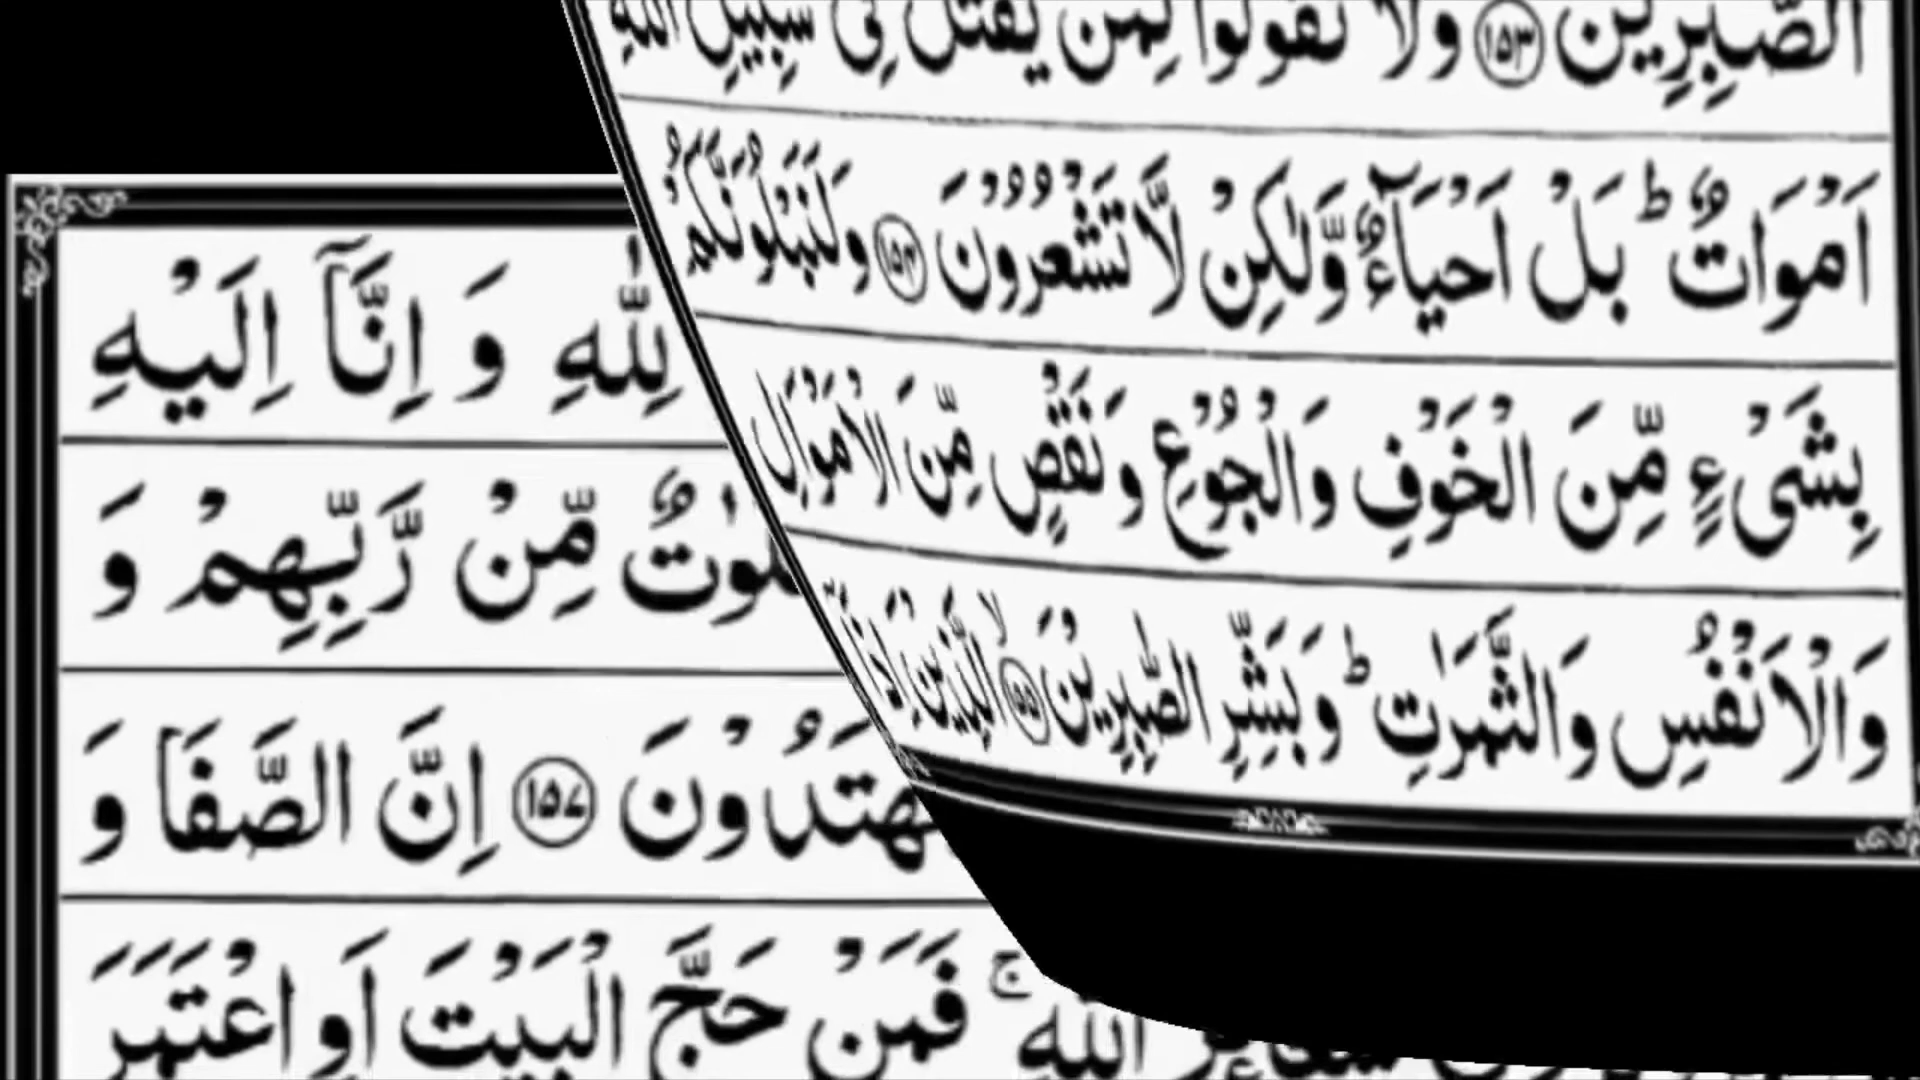 الصّٰبِرِيْنَ ١٥٣ وَلَا تَقُوْلُوْا لِمَنْ يُّقْتَلُ فِيْ سَبِيْلِ اللّٰهِ
اَمْوَاتٌ ؕ بَلْ اَحْيَآءٌ وَّلٰكِنْ لَّا تَشْعُرُوْنَ ١٥٤ وَلَنَبْلُوَنَّكُمْ
بِشَیْءٍ مِّنَ الْخَوْفِ وَالْجُوْعِ وَنَقْصٍ مِّنَ الْاَمْوَالِ
وَالْاَنْفُسِ وَالثَّمَرٰتِ ؕ وَبَشِّرِ الصّٰبِرِيْنَ ١٥٥ ۙ الَّذِيْنَ اِذَاۤ
لِلّٰهِ وَ اِنَّاۤ اِلَيْهِ
مِّنْ رَّبِّهِمْ وَ
١٥٧ اِنَّ الصَّفَا وَ
اللّٰهِ ۚ فَمَنْ حَجَّ الْبَيْتَ اَوِ اعْتَمَرَ